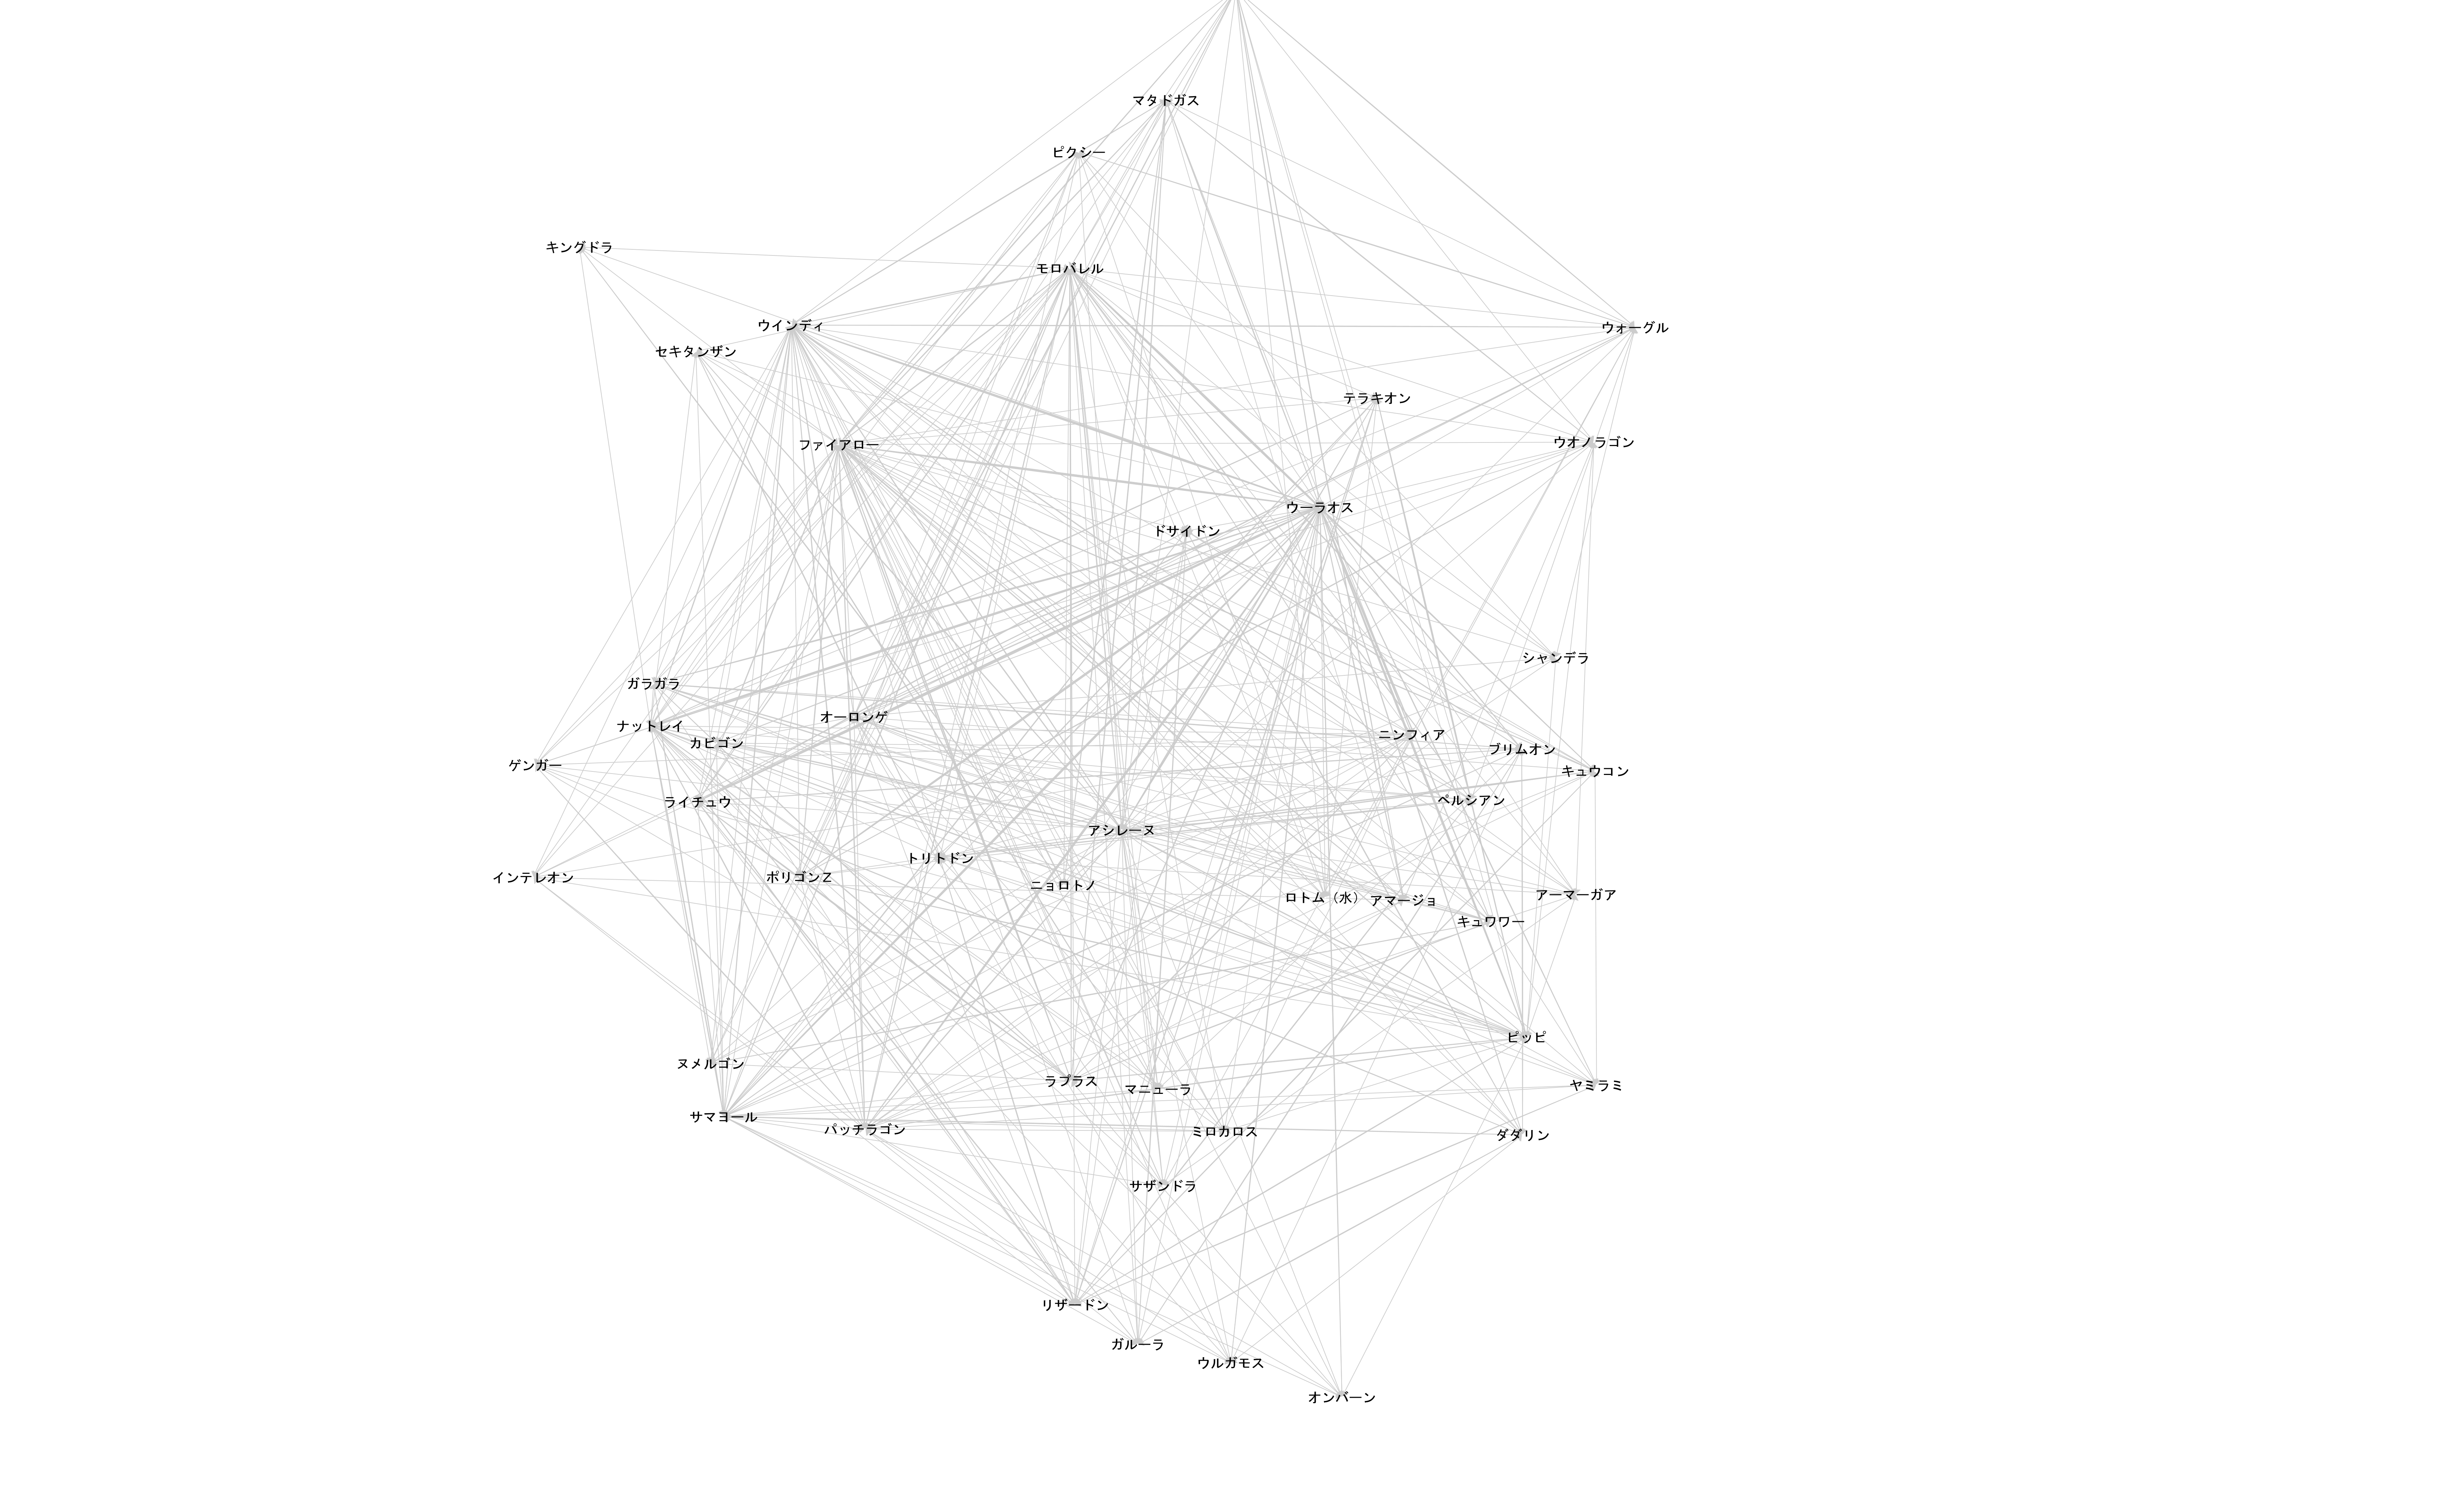 マタドガス
ピクシー
キングドラ
モロバレル
ウインディ
ウォーグル
セキタンザン
テラキオン
ファイアロー
ウオノラゴン
ウーラオス
ドサイドン
シャンデラ
ガラガラ
オーロンゲ
ナットレイ
ニンフィア
カビゴン
ブリムオン
ゲンガー
キュウコン
ライチュウ
ペルシアン
アシレーヌ
トリトドン
インテレオン
ポリゴンZ
ニョロトノ
アーマーガア
ロトム（水）
アマージョ
キュワワー
ピッピ
ヌメルゴン
ラプラス
ヤミラミ
マニューラ
サマヨール
パッチラゴン
ミロカロス
ダダリン
サザンドラ
リザードン
ガルーラ
ウルガモス
オンバーン